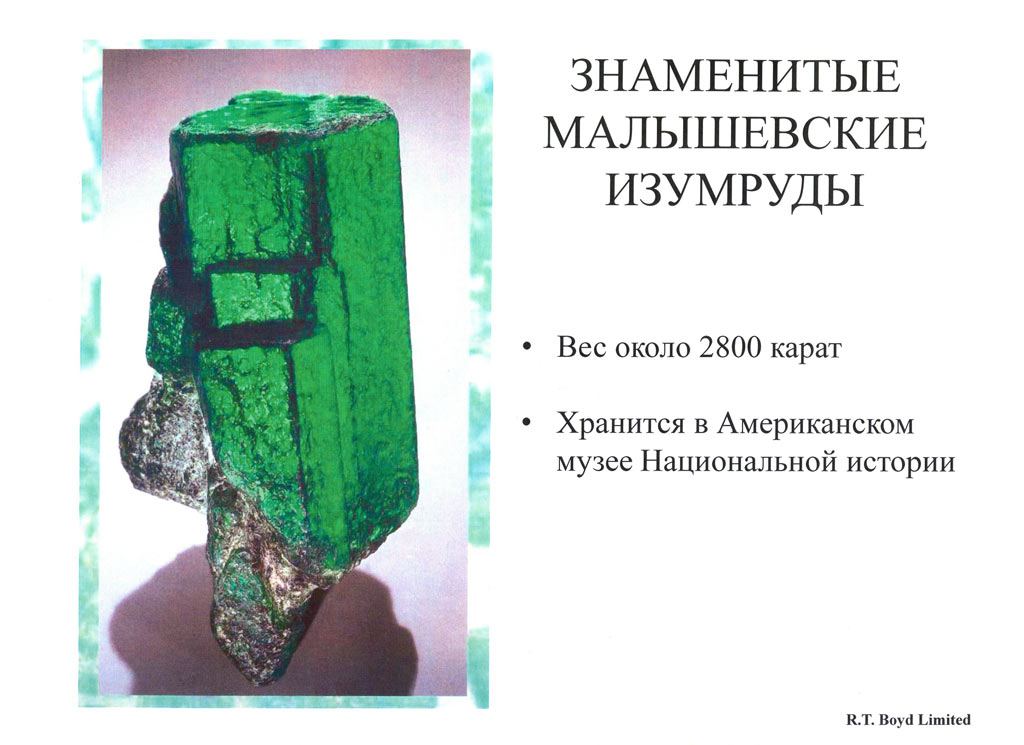 ЗНАМЕНИТЫЕ
МАЛЫШЕВСКИЕ
ИЗУМРУДЫ
• Вес около 2800 карат
• Хранится в Американском
музее Национальной истории
R.T. Boyd Limited